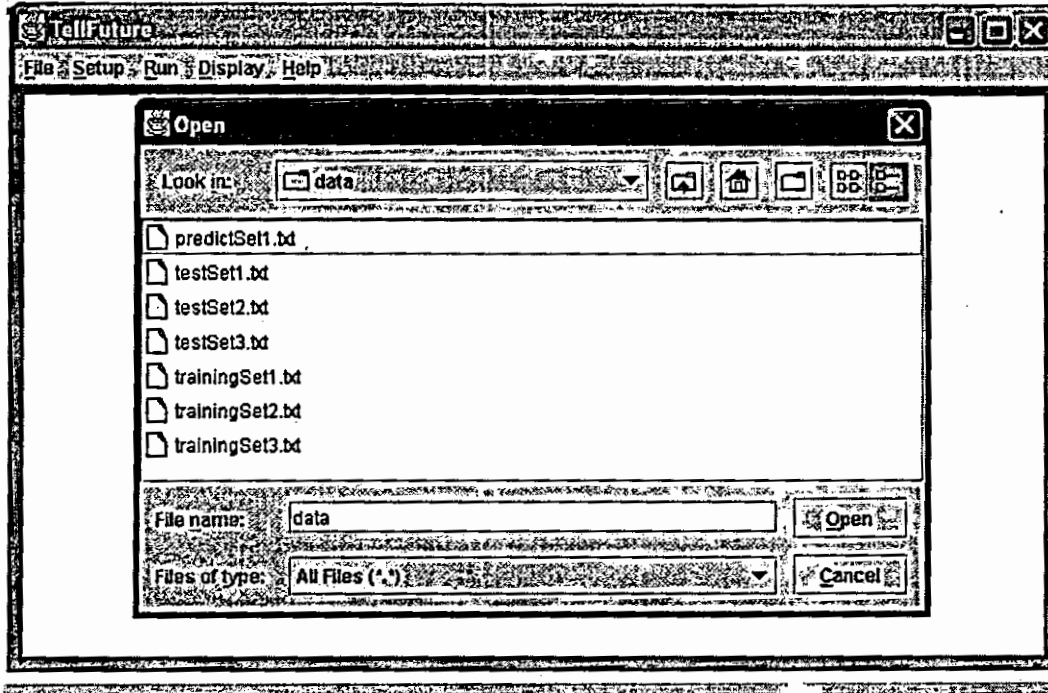 TellFuture
File Setup Run Display Help
Open
Look in: data
predictSet1.txt
testSet1.txt
testSet2.txt
testSet3.txt
trainingSet1.txt
trainingSet2.txt
trainingSet3.txt
File name: data Open
Files of type: All Files (*.*) Cancel